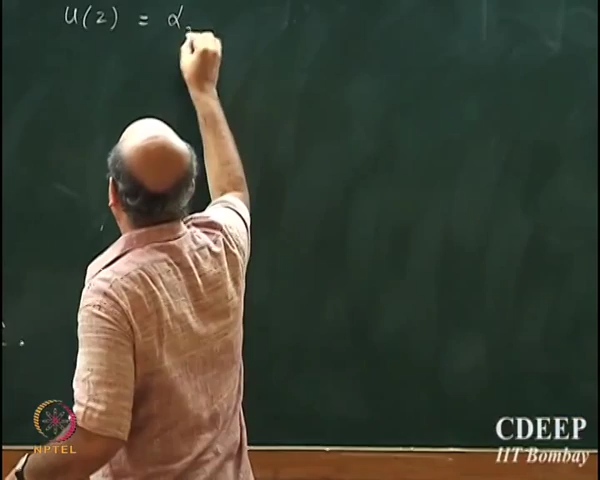 u(z) = α
NPTEL
CDEEP
IIT Bombay